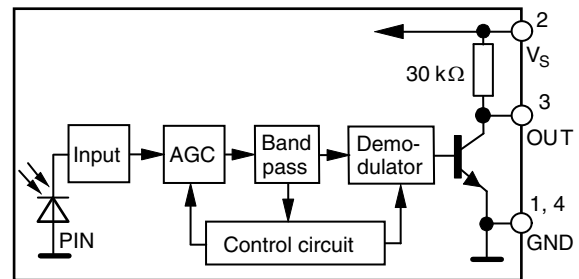 2
V_S
30 kΩ
3
OUT
Input
AGC
Band
pass
Demo-
dulator
1, 4
GND
PIN
Control circuit